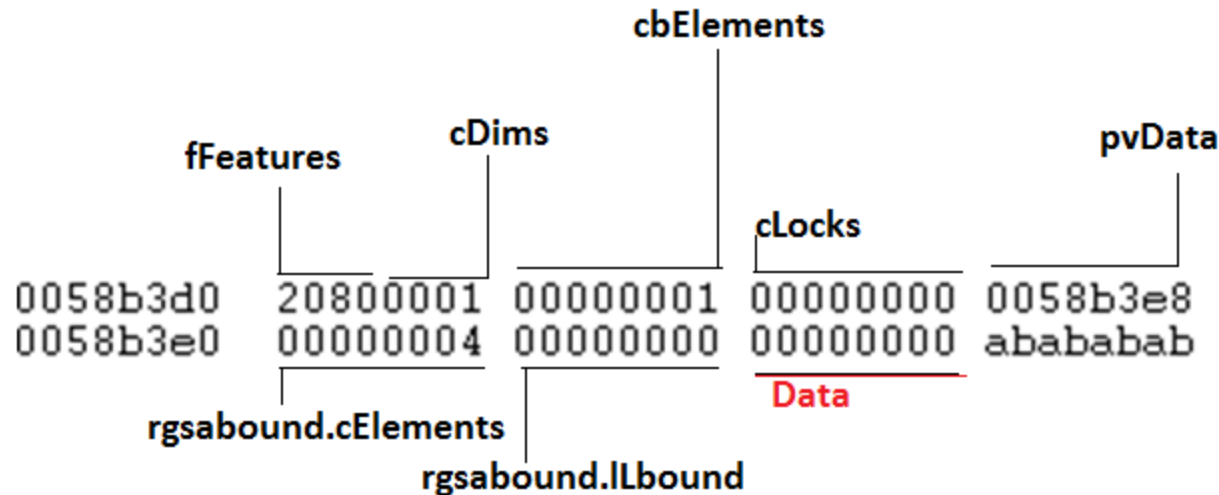 cbElements
cDims
pvData
fFeatures
cLocks
0058b3d0 20800001 00000001 00000000 0058b3e8
0058b3e0 00000004 00000000 00000000 abababab
Data
rgsabound.cElements
rgsabound.lLbound